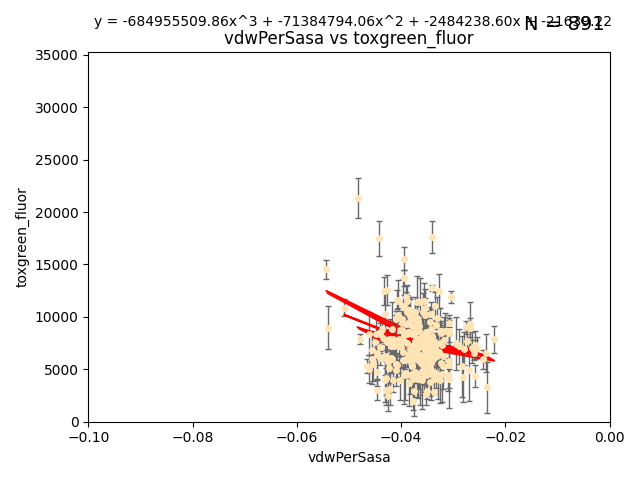 y = -684955509.86x^3 + -71384794.06x^2 + -2484238.60x +
N = 891
vdwPerSasa vs toxgreen_fluor
35000
30000
25000
20000
15000
10000
5000
0
toxgreen_fluor
−0.10
−0.08
−0.06
−0.04
−0.02
0.00
vdwPerSasa